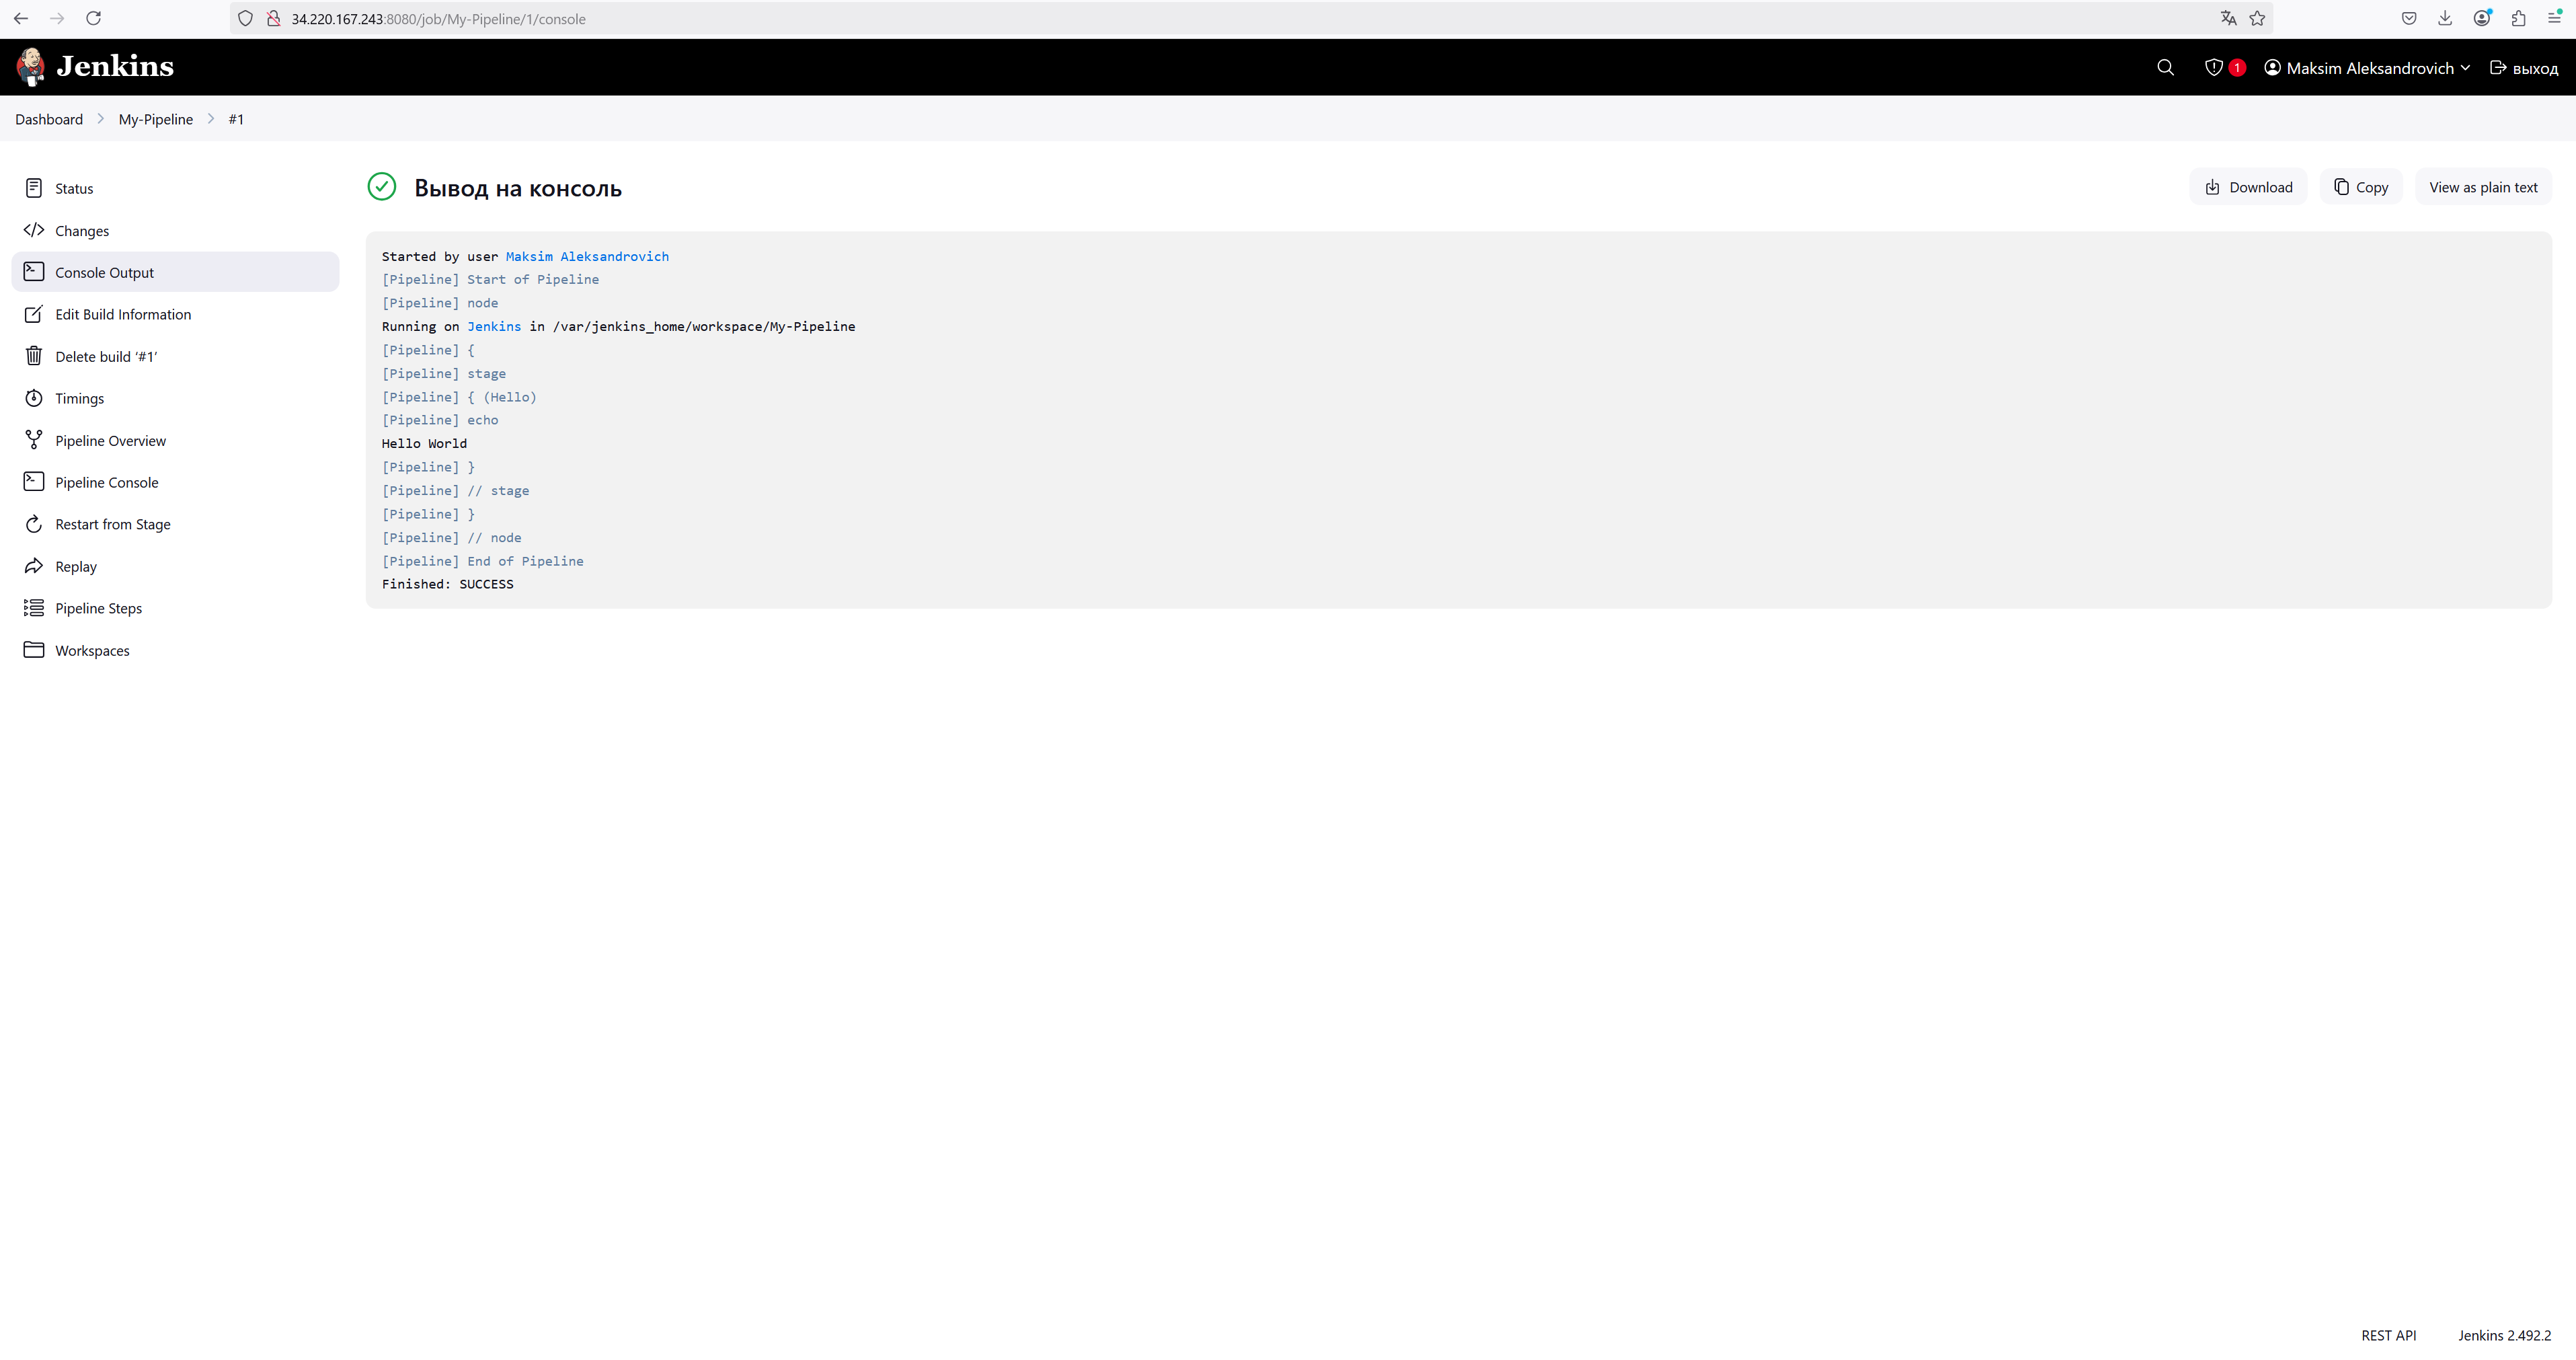 34.220.167.243:8080/job/My-Pipeline/1/console
Jenkins
1
Maksim Aleksandrovich
выход
Dashboard
My-Pipeline
#1
Status
Changes
Console Output
Edit Build Information
Delete build ‘#1’
Timings
Pipeline Overview
Pipeline Console
Restart from Stage
Replay
Pipeline Steps
Workspaces
Вывод на консоль
Download
Copy
View as plain text
Started by user Maksim Aleksandrovich
[Pipeline] Start of Pipeline
[Pipeline] node
Running on Jenkins in /var/jenkins_home/workspace/My-Pipeline
[Pipeline] {
[Pipeline] stage
[Pipeline] { (Hello)
[Pipeline] echo
Hello World
[Pipeline] }
[Pipeline] // stage
[Pipeline] }
[Pipeline] // node
[Pipeline] End of Pipeline
Finished: SUCCESS
REST API
Jenkins 2.492.2